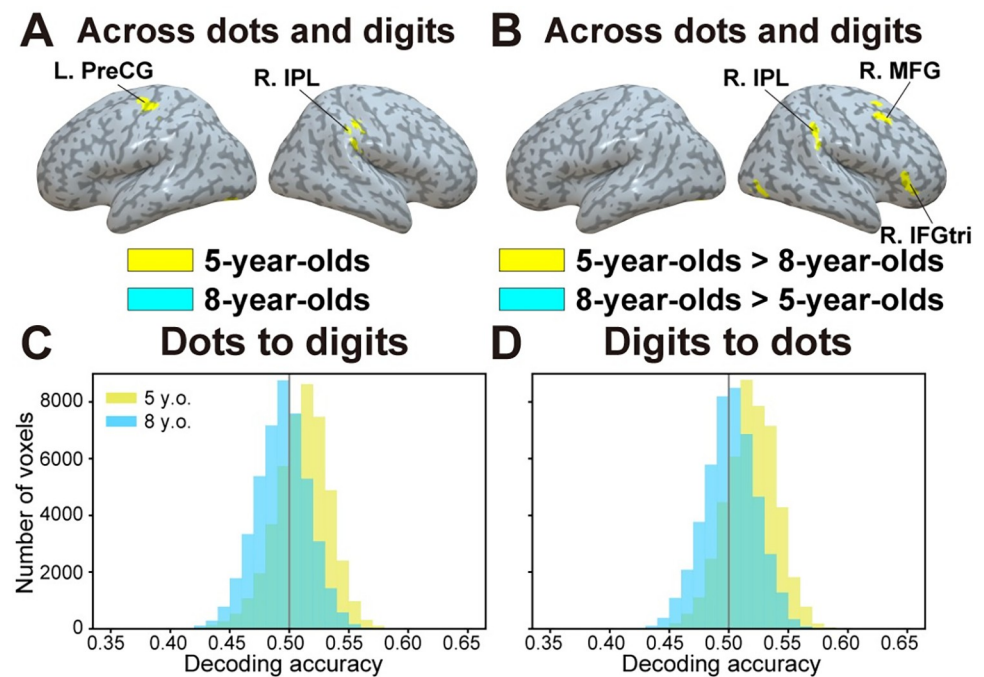 A Across dots and digits
L. PreCG
R. IPL
5-year-olds
8-year-olds
B Across dots and digits
R. IPL
R. MFG
R. IFGtri
5-year-olds > 8-year-olds
8-year-olds > 5-year-olds
C Dots to digits
5 y.o.
8 y.o.
Number of voxels
8000
6000
4000
2000
0
0.35 0.40 0.45 0.50 0.55 0.60 0.65
Decoding accuracy
D Digits to dots
0.35 0.40 0.45 0.50 0.55 0.60 0.65
Decoding accuracy